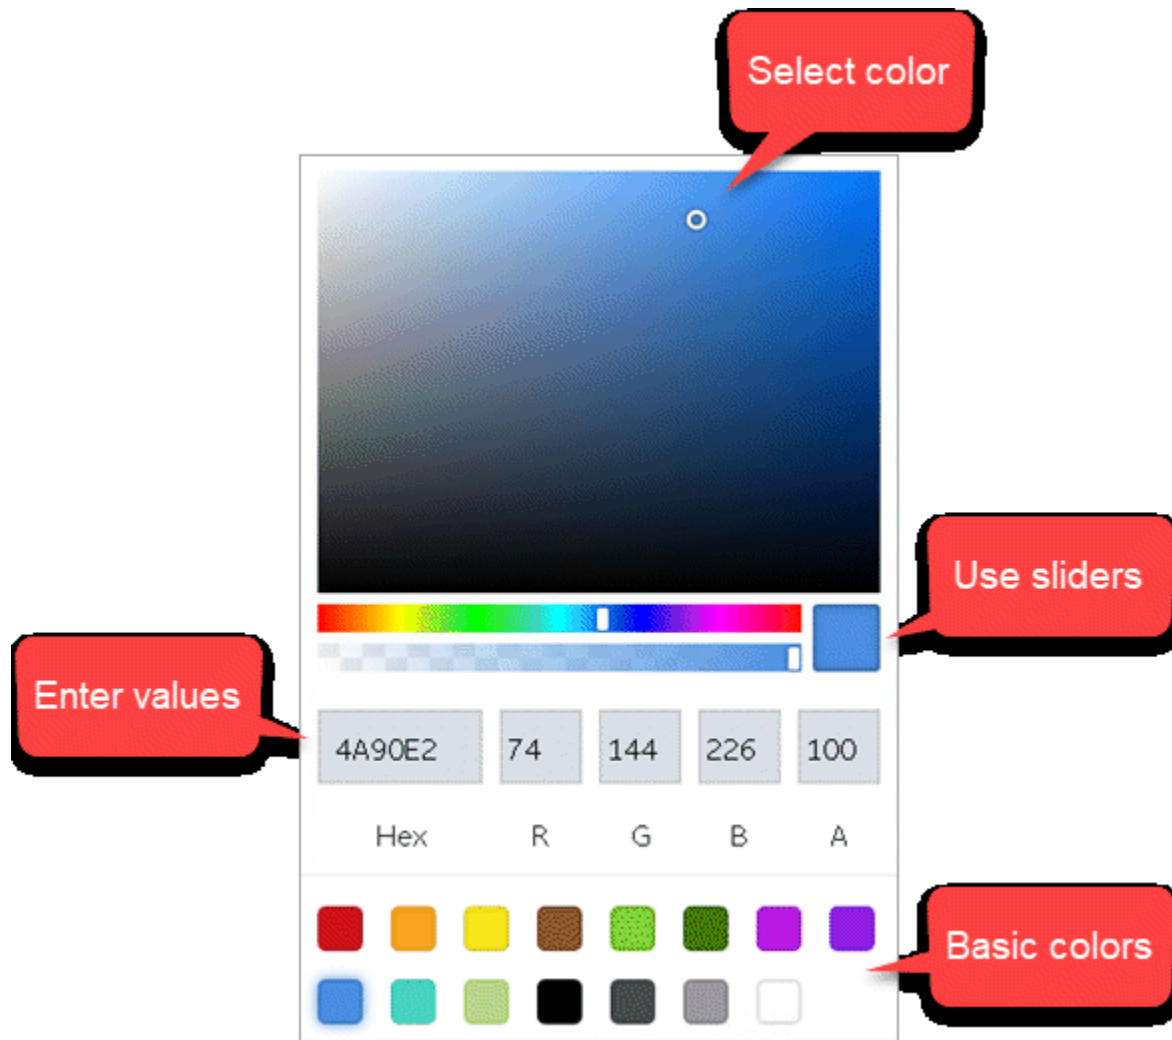 Select color
Use sliders
Enter values
4A90E2 74 144 226 100
Hex R G B A
Basic colors